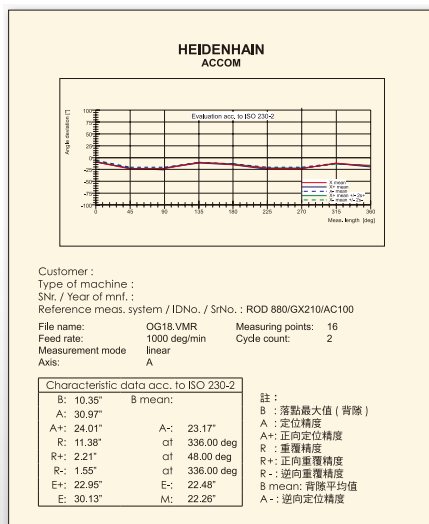 HEIDENHAIN
ACCOM
Evaluation acc. to ISO 230-2
Angle deviation ["]
100
75
50
25
0
-25
-50
-75
-100
0 45 90 135 180 225 270 315 360
Meas. length [deg]
X mean
X+ mean
X- mean
X+ mean +/- 2s+
X- mean +/- 2s-
Customer :
Type of machine :
SNr. / Year of mnf. :
Reference meas. system / IDNo. / SrNo. : ROD 880/GX210/AC100
File name: OG18.VMR Measuring points: 16
Feed rate: 1000 deg/min Cycle count: 2
Measurement mode linear
Axis: A
Characteristic data acc. to ISO 230-2
B: 10.35" B mean:
A: 30.97"
A+: 24.01" A-: 23.17"
R: 11.38" at 336.00 deg
R+: 2.21" at 48.00 deg
R-: 1.55" at 336.00 deg
E+: 22.95" E-: 22.48"
E: 30.13" M: 22.26"
註：
B ：落點最大值 ( 背隙 )
A ：定位精度
A+: 正向定位精度
R ：重覆精度
R+: 正向重覆精度
R - : 逆向重覆精度
B mean: 背隙平均值
A - : 逆向定位精度